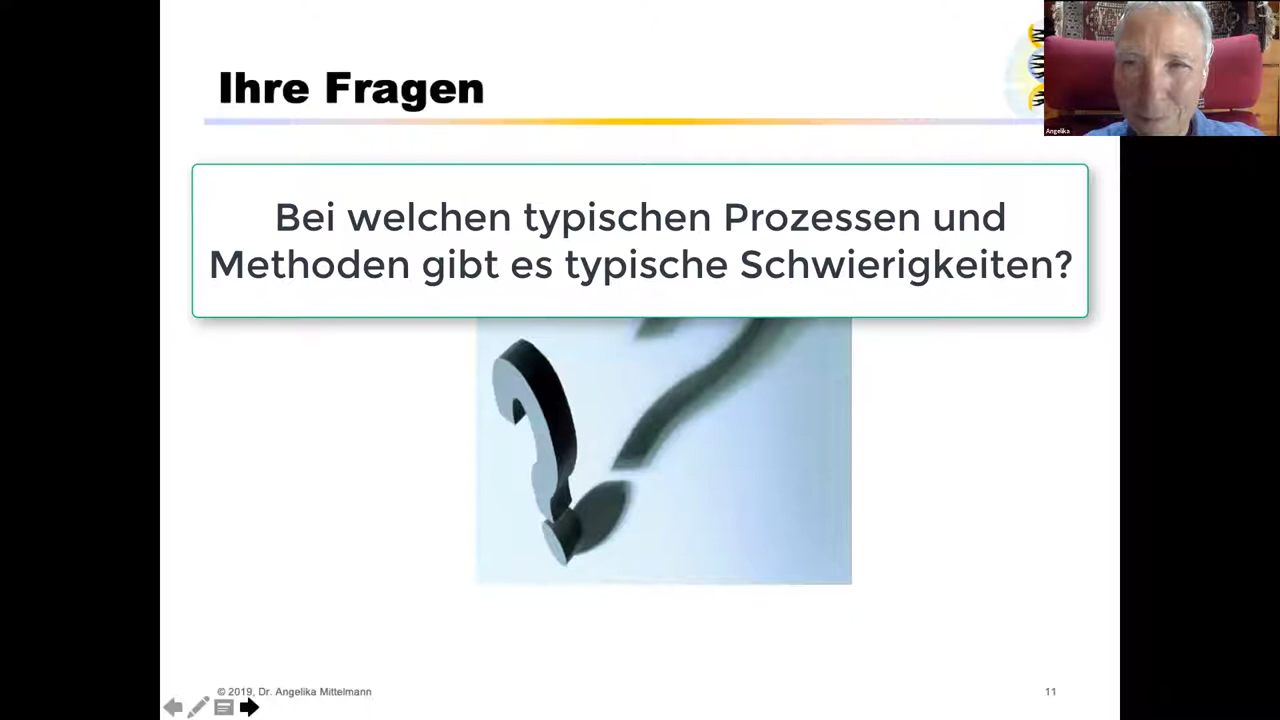 Ihre Fragen
Angelika
Bei welchen typischen Prozessen und
Methoden gibt es typische Schwierigkeiten?
© 2019, Dr. Angelika Mittelmann
11